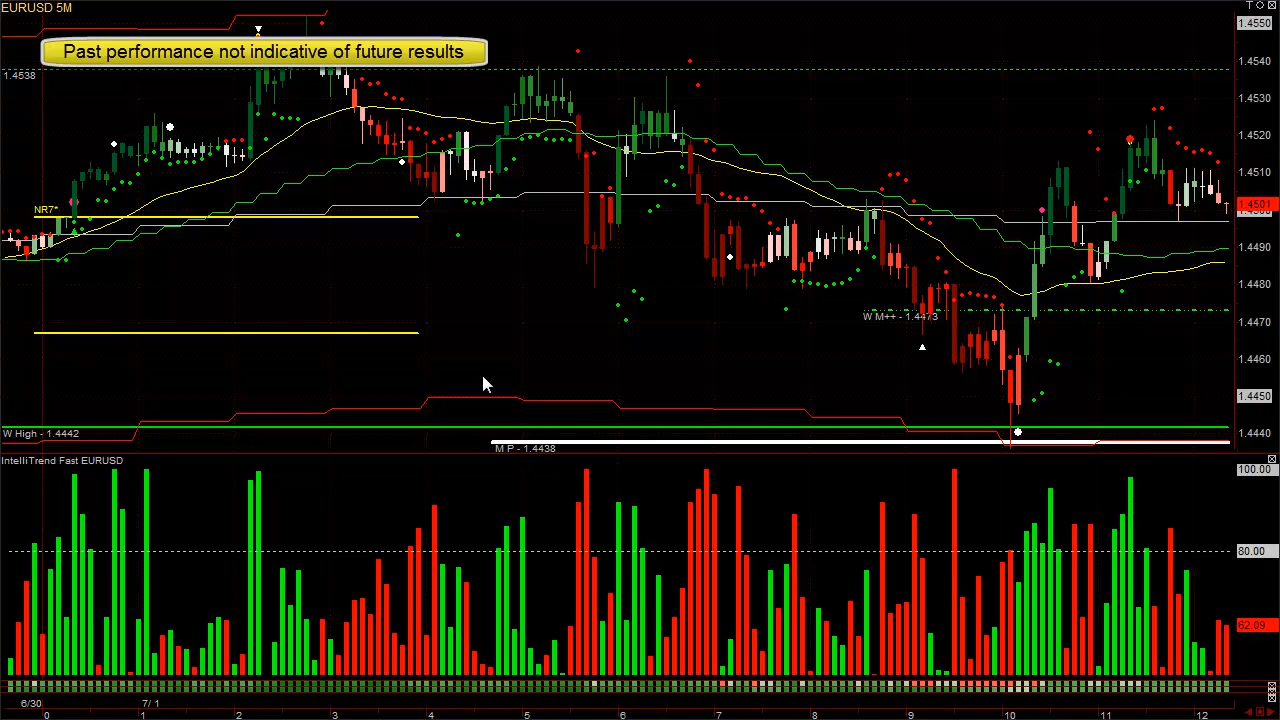 EURUSD 5M
Past performance not indicative of future results
1.4550
1.4538
1.4540
1.4530
1.4520
1.4510
NR7*
1.4501
1.4490
1.4480
W M++ - 1.4473
1.4470
1.4460
1.4450
W High - 1.4442
1.4440
M P - 1.4438
IntelliTrend Fast EURUSD
100.00
80.00
62.09
6/30
7/ 1
0 1 2 3 4 5 6 7 8 9 10 11 12